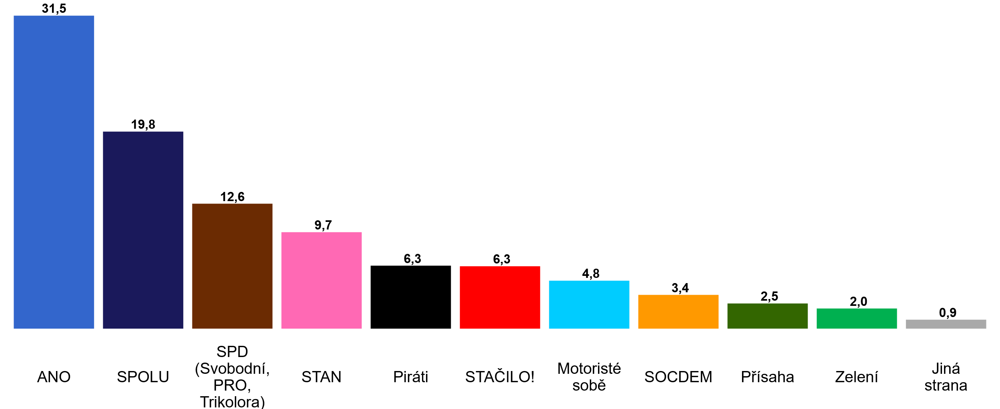 31,5
19,8
12,6
9,7
6,3
6,3
4,8
3,4
2,5
2,0
0,9
ANO
SPOLU
SPD
(Svobodní,
PRO,
Trikolora)
STAN
Piráti
STAČILO!
Motoristé
sobě
SOCDEM
Přísaha
Zelení
Jiná
strana